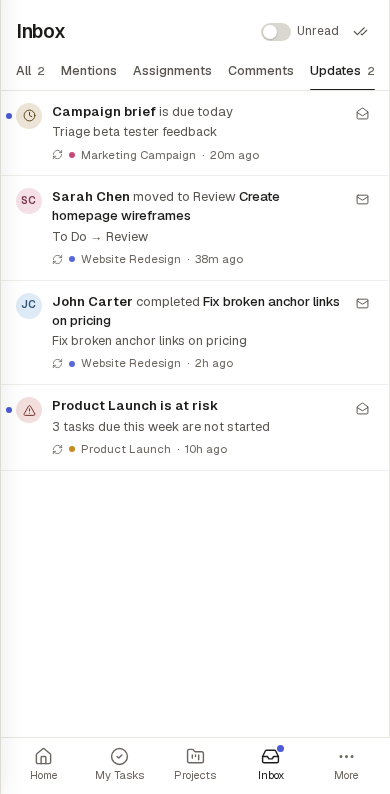 Inbox
Unread
All 2 Mentions Assignments Comments Updates 2
Campaign brief is due today
Triage beta tester feedback
Marketing Campaign · 20m ago
SC
Sarah Chen moved to Review Create
homepage wireframes
To Do → Review
Website Redesign · 38m ago
JC
John Carter completed Fix broken anchor links
on pricing
Fix broken anchor links on pricing
Website Redesign · 2h ago
Product Launch is at risk
3 tasks due this week are not started
Product Launch · 10h ago
Home My Tasks Projects Inbox More